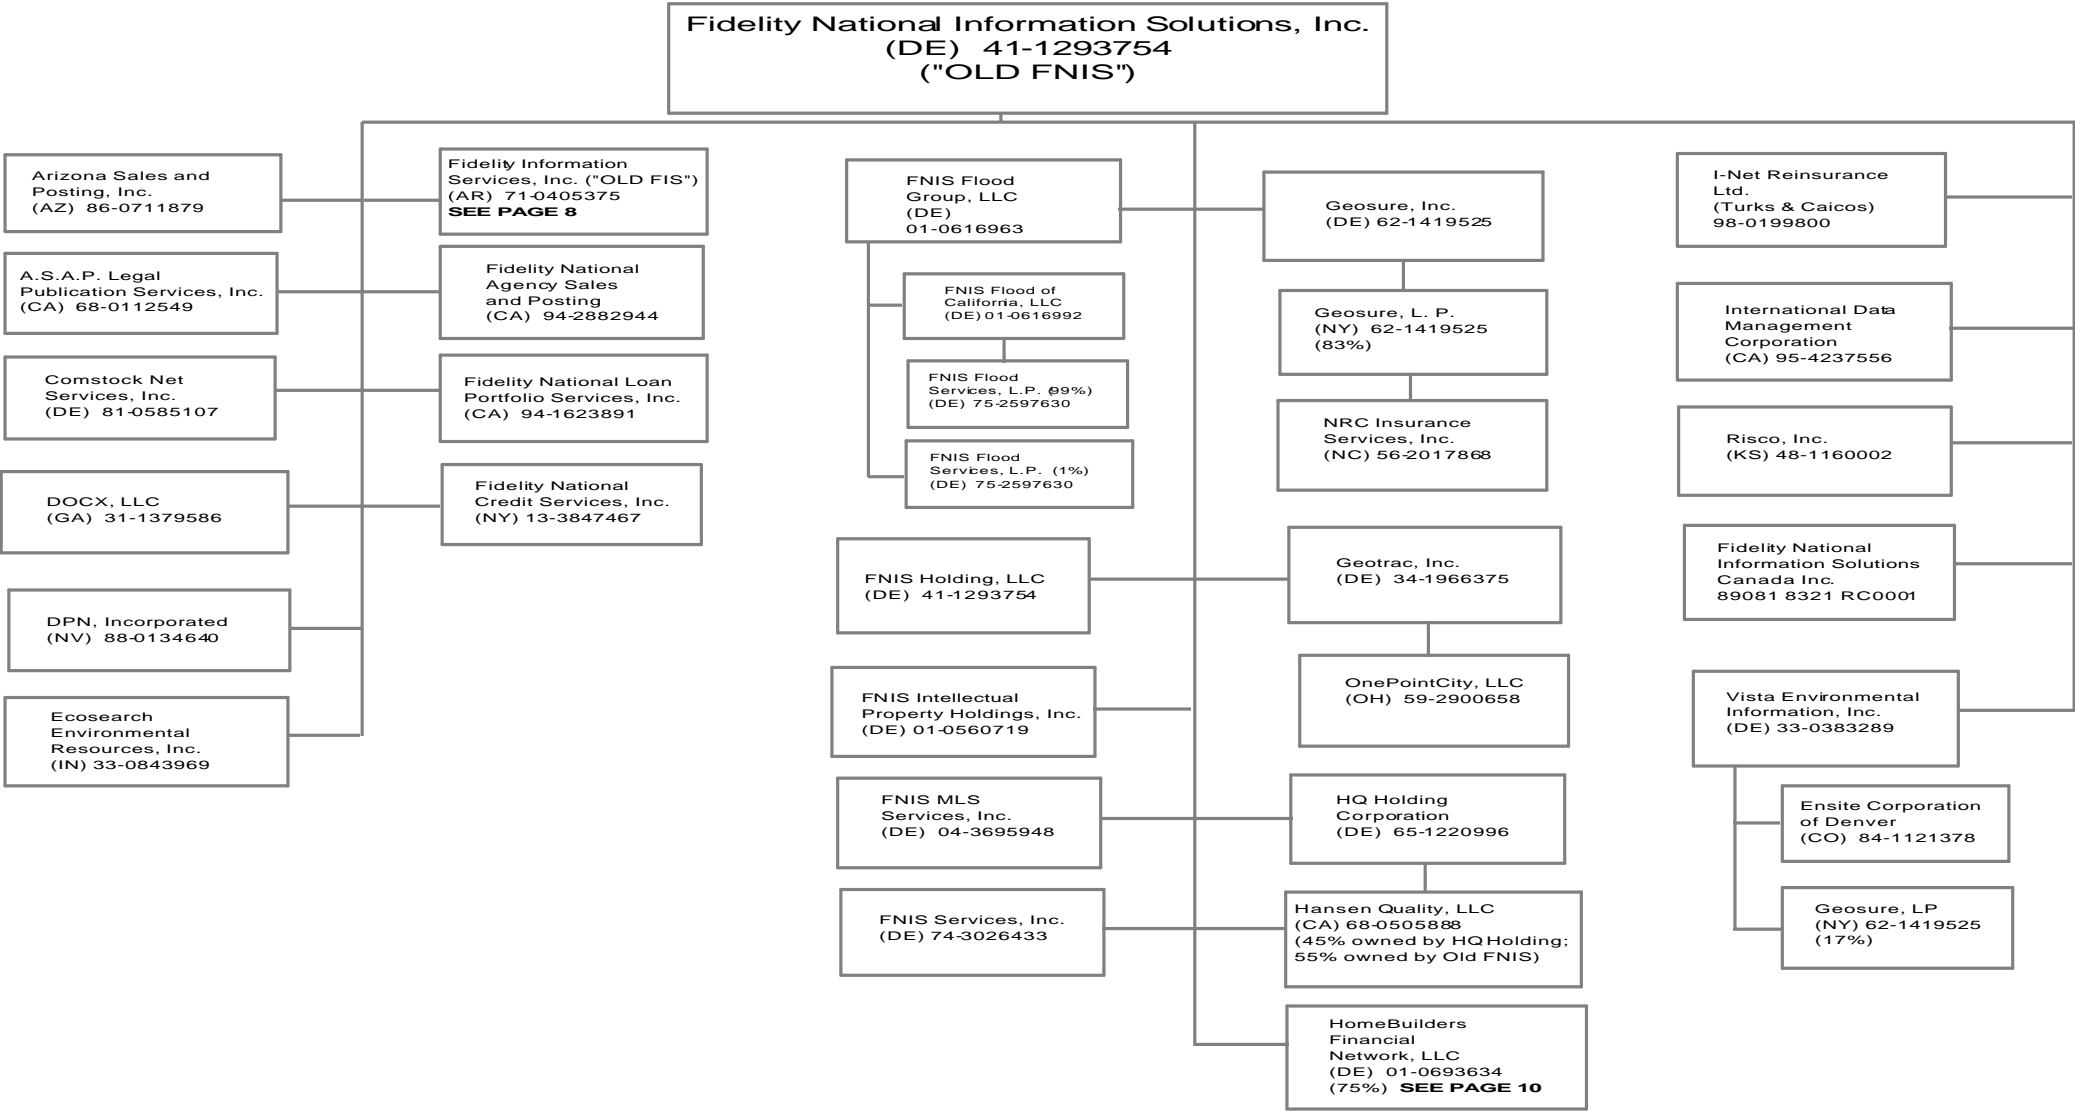 Fidelity National Information Solutions, Inc.
(DE) 41-1293754
("OLD FNIS")
Arizona Sales and
Posting, Inc.
(AZ) 86-0711879
Fidelity Information
Services, Inc. ("OLD FIS")
(AR) 71-0405375
SEE PAGE 8
A.S.A.P. Legal
Publication Services, Inc.
(CA) 68-0112549
Fidelity National
Agency Sales
and Posting
(CA) 94-2882944
Comstock Net
Services, Inc.
(DE) 81-0585107
Fidelity National Loan
Portfolio Services, Inc.
(CA) 94-1623891
DOCX, LLC
(GA) 31-1379586
Fidelity National
Credit Services, Inc.
(NY) 13-3847467
DPN, Incorporated
(NV) 88-0134640
Ecosearch
Environmental
Resources, Inc.
(IN) 33-0843969
FNIS Flood
Group, LLC
(DE)
01-0616963
FNIS Flood of
California, LLC
(DE) 01-0616992
FNIS Flood
Services, L.P. (99%)
(DE) 75-2597630
FNIS Flood
Services, L.P. (1%)
(DE) 75-2597630
Geosure, Inc.
(DE) 62-1419525
Geosure, L. P.
(NY) 62-1419525
(83%)
NRC Insurance
Services, Inc.
(NC) 56-2017868
FNIS Holding, LLC
(DE) 41-1293754
Geotrac, Inc.
(DE) 34-1966375
OnePointCity, LLC
(OH) 59-2900658
FNIS Intellectual
Property Holdings, Inc.
(DE) 01-0560719
FNIS MLS
Services, Inc.
(DE) 04-3695948
HQ Holding
Corporation
(DE) 65-1220996
FNIS Services, Inc.
(DE) 74-3026433
Hansen Quality, LLC
(CA) 68-0505888
(45% owned by HQ Holding;
55% owned by Old FNIS)
HomeBuilders
Financial
Network, LLC
(DE) 01-0693634
(75%) SEE PAGE 10
I-Net Reinsurance
Ltd.
(Turks & Caicos)
98-0199800
International Data
Management
Corporation
(CA) 95-4237556
Risco, Inc.
(KS) 48-1160002
Fidelity National
Information Solutions
Canada Inc.
89081 8321 RC0001
Vista Environmental
Information, Inc.
(DE) 33-0383289
Ensite Corporation
of Denver
(CO) 84-1121378
Geosure, LP
(NY) 62-1419525
(17%)